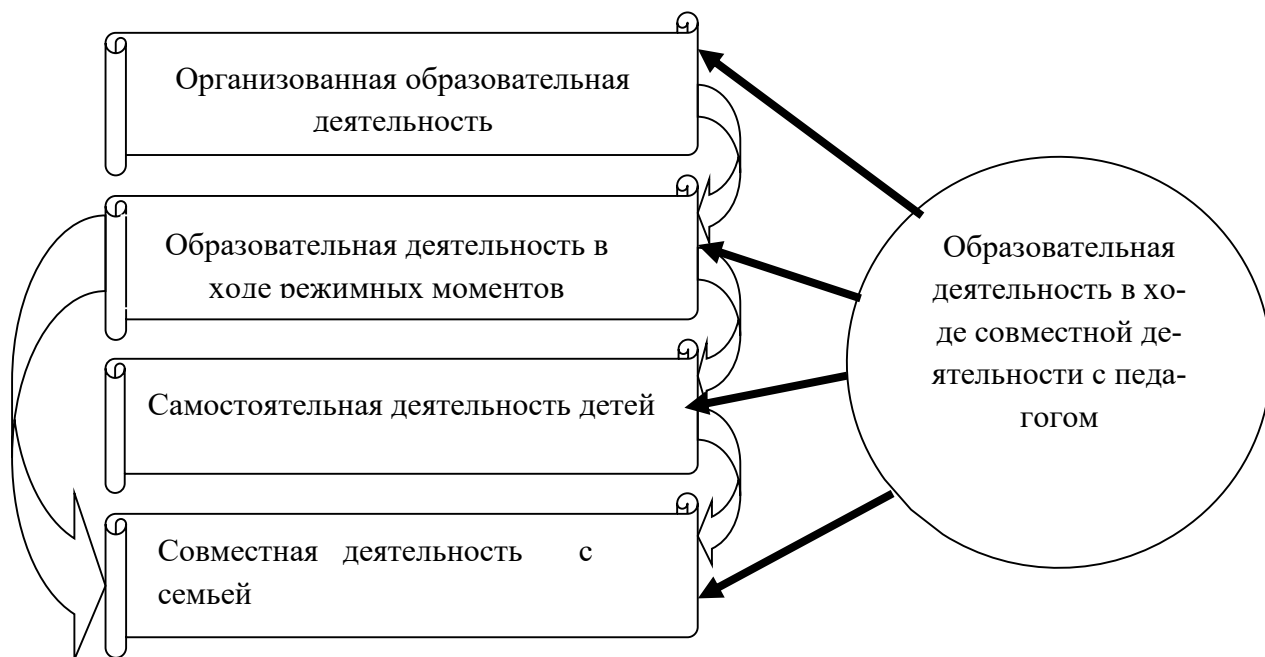 Организованная образовательная
деятельность
Образовательная деятельность в
ходе режимных моментов
Самостоятельная деятельность детей
Совместная деятельность с
семьей
Образовательная
деятельность в хо-
де совместной де-
ятельности с педа-
гогом